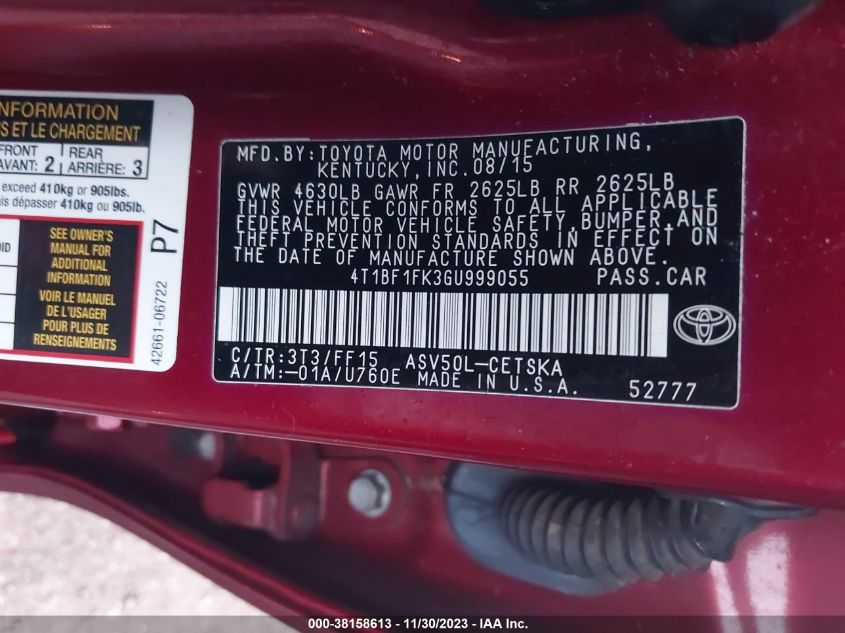 NFORMATION
S ET LE CHARGEMENT
FRONT
AVANT: 2
REAR
ARRIÈRE: 3
exceed 410kg or 905lbs.
dépasser 410 kg ou 905lb.
SEE OWNER'S
MANUAL FOR
ADDITIONAL
INFORMATION
VOIR LE MANUEL
DE L'USAGER
POUR PLUS DE
RENSEIGNEMENTS
P7
42661-06722
MFD.BY:TOYOTA MOTOR MANUFACTURING,
KENTUCKY,INC.08/15
GVWR 4630LB GAWR FR 2625LB RR 2625LB
THIS VEHICLE CONFORMS TO ALL APPLICABLE
FEDERAL MOTOR VEHICLE SAFETY,BUMPER,AND
THEFT PREVENTION STANDARDS IN EFFECT ON
THE DATE OF MANUFACTURE SHOWN ABOVE.
4T1BF1FK3GU999055 PASS.CAR
C/TR:3T3/FF15 ASV50L-CETSKA
A/TM:-01A/U760E MADE IN U.S.A.
52777
000-38158613 - 11/30/2023 - Copyright © 2023 - IAA, Inc.